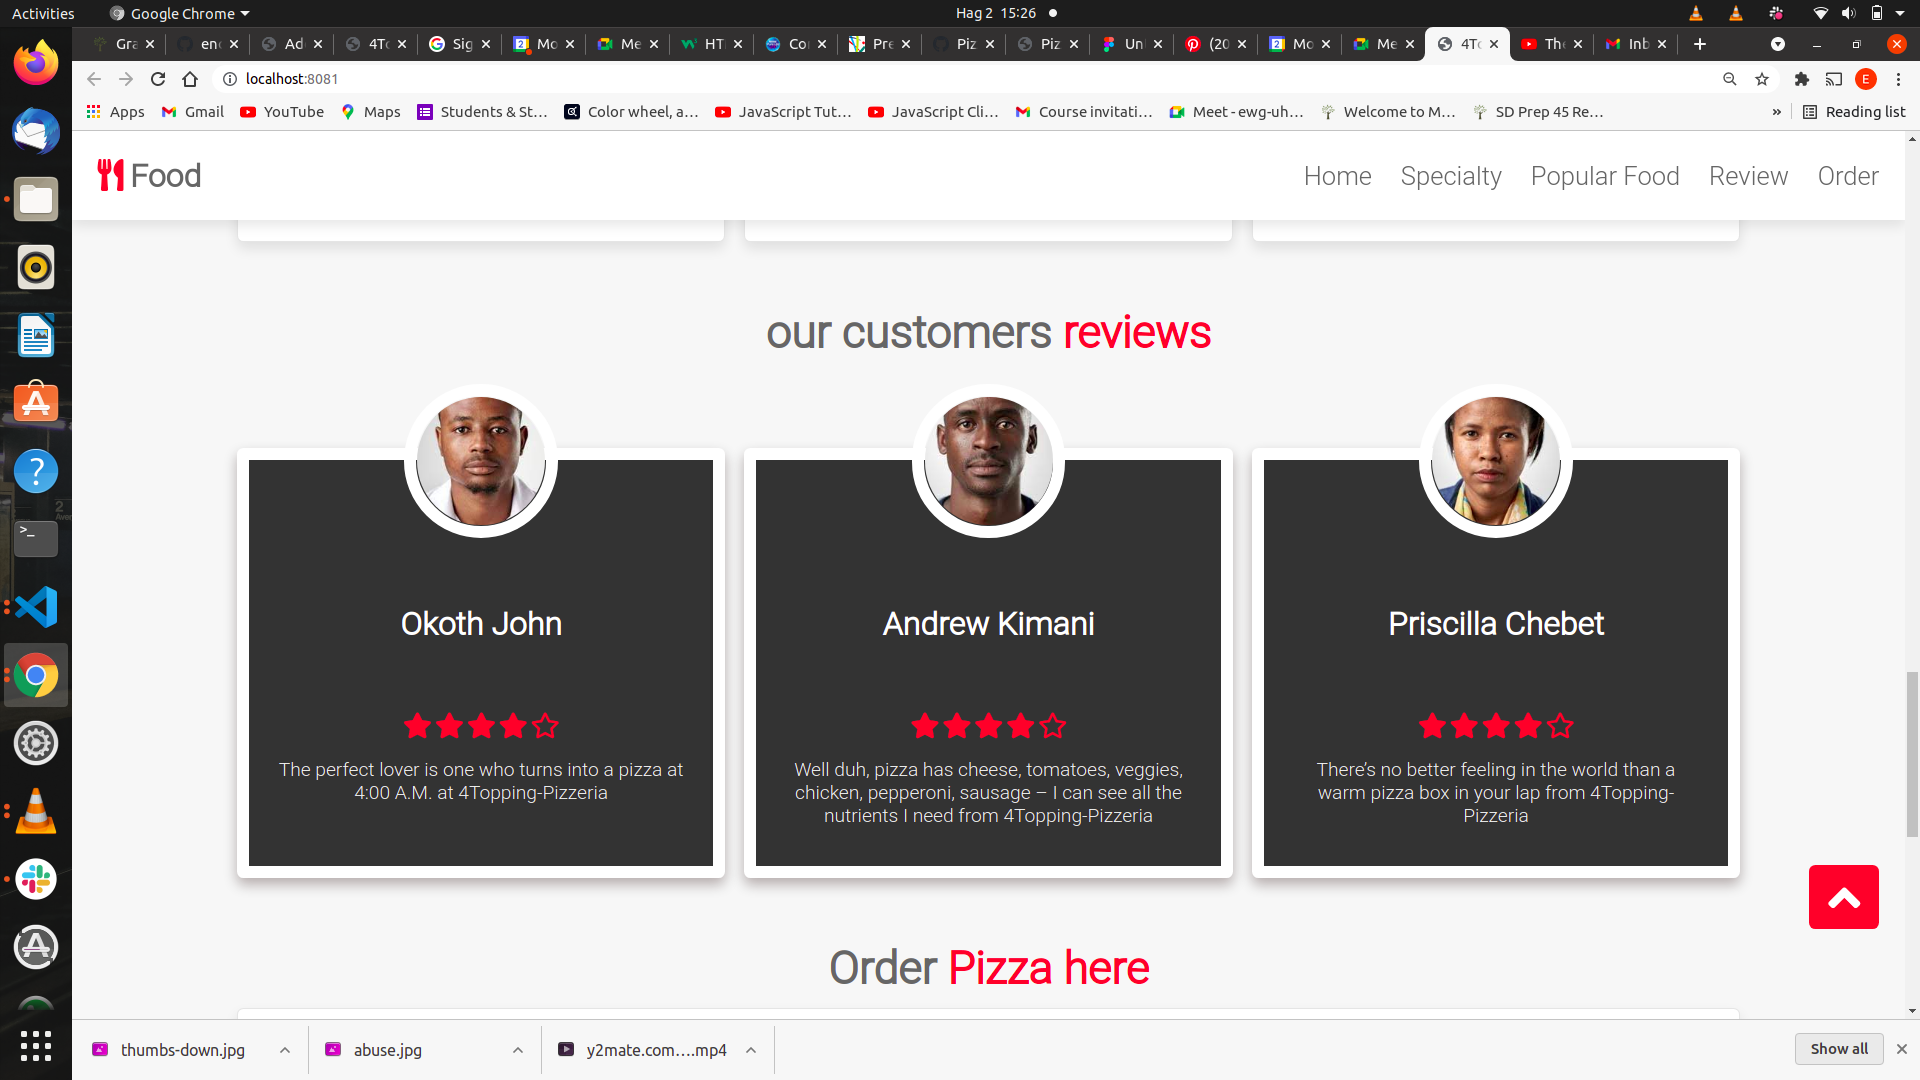 Activities
Google Chrome
Hag 2 15:26
Gra
enc
Ad
4To
Sig
Mo
Me
HT
Co
Pre
Piz
Piz
Un
(20
Mo
Me
4To
The
Inb
localhost:8081
E
Apps
Gmail
YouTube
Maps
Students & St…
Color wheel, a…
JavaScript Tut…
JavaScript Cli…
Course invitati…
Meet - ewg-uh…
Welcome to M…
SD Prep 45 Re…
»
Reading list
Food
Home
Specialty
Popular Food
Review
Order
our customers reviews
Okoth John
The perfect lover is one who turns into a pizza at
4:00 A.M. at 4Topping-Pizzeria
Andrew Kimani
Well duh, pizza has cheese, tomatoes, veggies,
chicken, pepperoni, sausage – I can see all the
nutrients I need from 4Topping-Pizzeria
Priscilla Chebet
There’s no better feeling in the world than a
warm pizza box in your lap from 4Topping-
Pizzeria
Order Pizza here
thumbs-down.jpg
abuse.jpg
y2mate.com….mp4
Show all